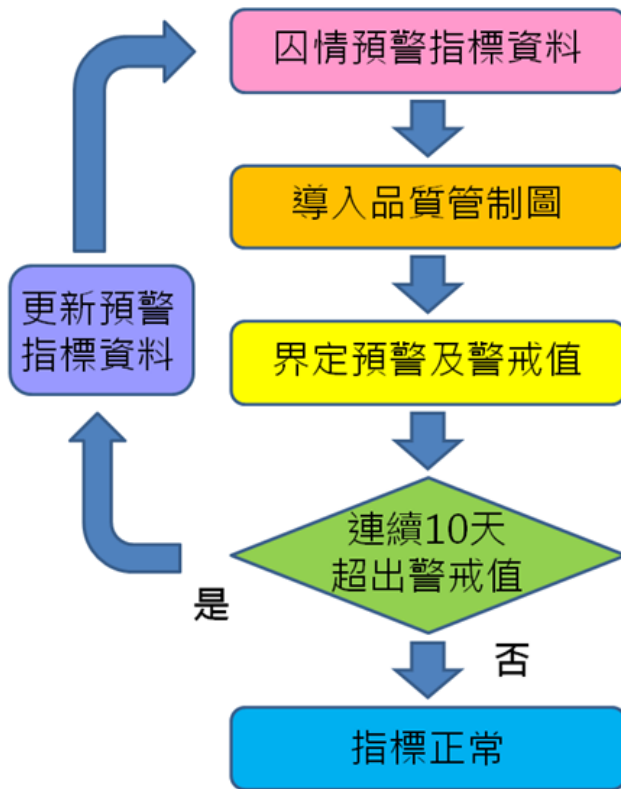 囚情預警指標資料
導入品質管制圖
界定預警及警戒值
更新預警
指標資料
連續10天
超出警戒值
是
否
指標正常